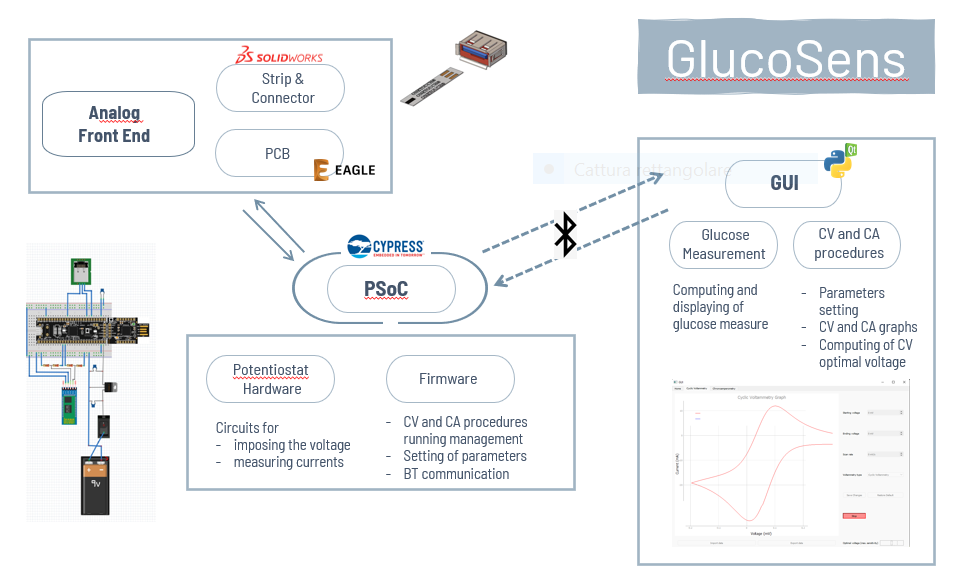 GlucoSens
SOLIDWORKS
Strip &
Connector
Analog
Front End
PCB
EAGLE
Cattura rettangolare
GUI
Qt
CYPRESS
EMBEDDED IN TOMORROW
PSoC
Glucose
Measurement
CV and CA
procedures
Computing and
displaying of
glucose measure
- Parameters
setting
- CV and CA graphs
- Computing of CV
optimal voltage
Potentiostat
Hardware
Firmware
Circuits for
- imposing the voltage
- measuring currents
- CV and CA procedures
running management
- Setting of parameters
- BT communication
9V
Cyclic Voltammetry Graph
Current (mA)
Voltage (mV)